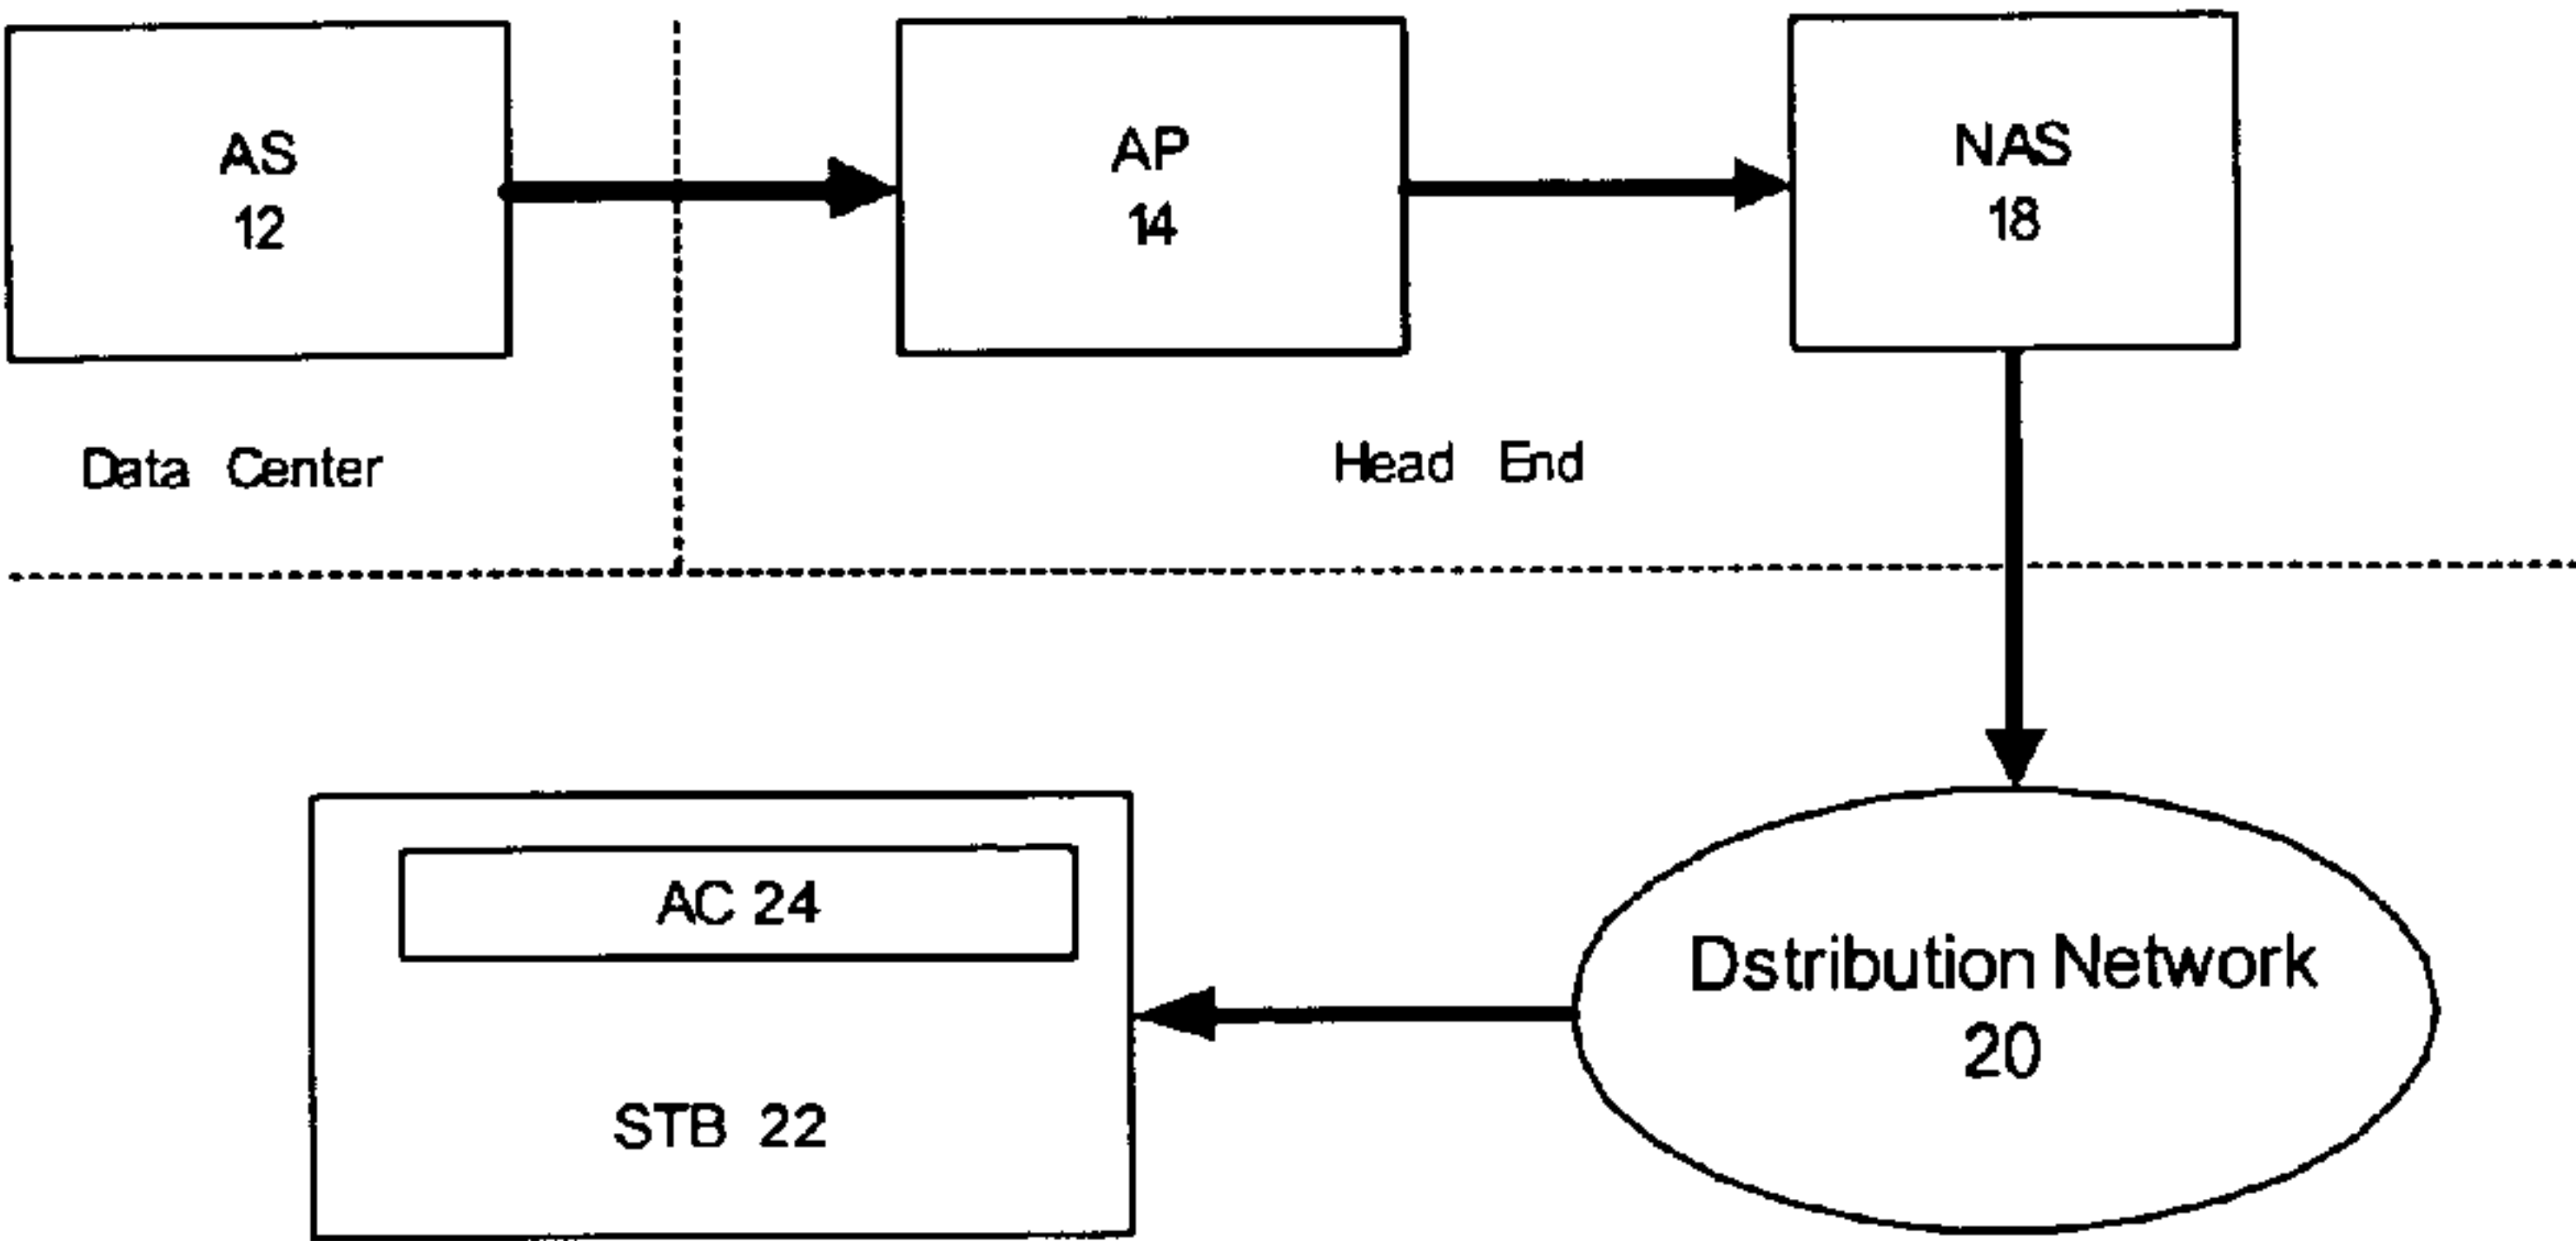 AS
12
AP
14
NAS
18
Data Center
Head End
AC 24
STB 22
Dstribution Network
20